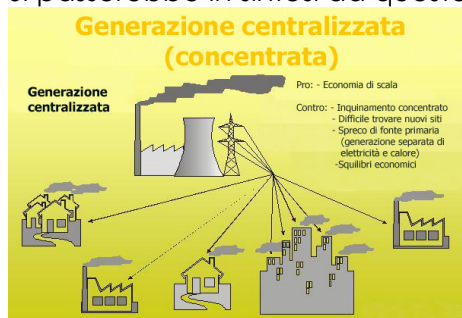 Generazione centralizzata
(concentrata)
Generazione
centralizzata
Pro: - Economia di scala
Contro: - Inquinamento concentrato
- Difficile trovare nuovi siti
- Spreco di fonte primaria
(generazione separata di
elettricità e calore)
-Squilibri economici